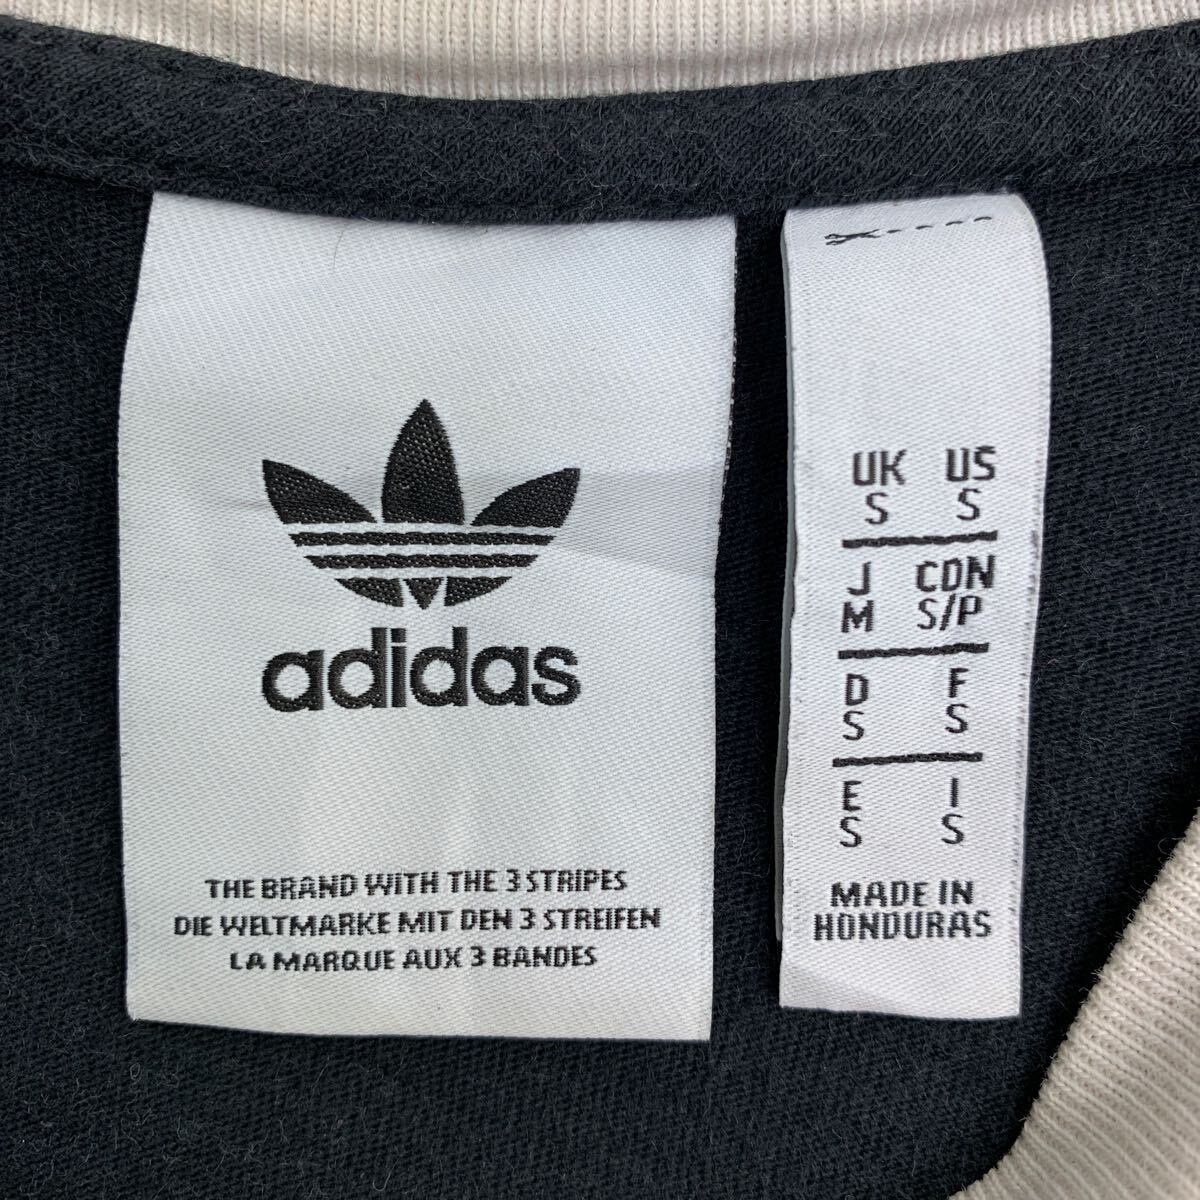 adidas
THE BRAND WITH THE 3 STRIPES
DIE WELTMARKE MIT DEN 3 STREIFEN
LA MARQUE AUX 3 BANDES
UK US
S S
J CDN
M S/P
D F
S S
E I
S S
MADE IN
HONDURAS